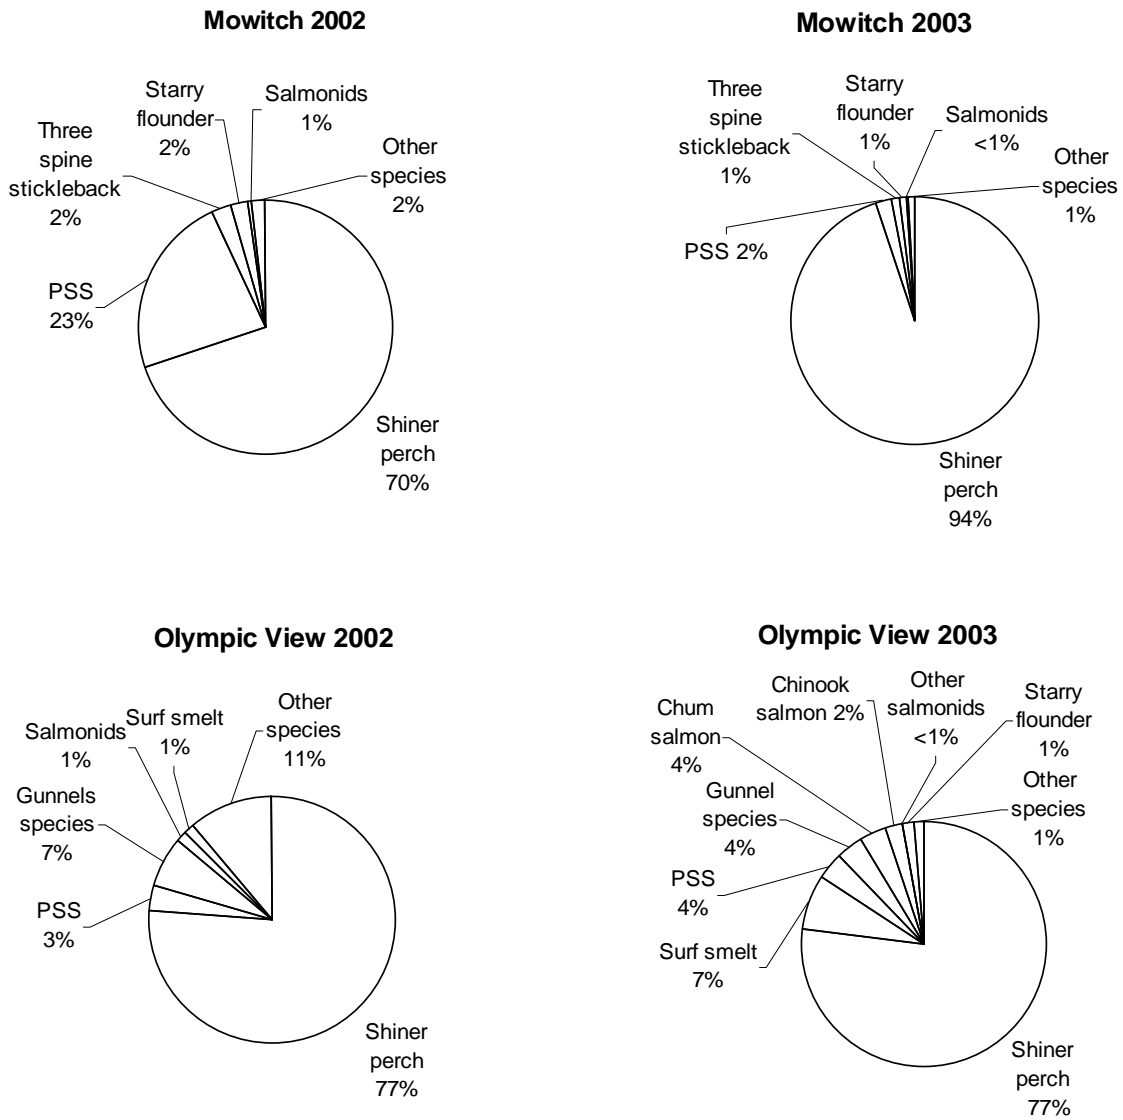 Mowitch 2002
Three
spine
stickleback
2%
Starry
flounder
2%
Salmonids
1%
Other
species
2%
PSS
23%
Shiner
perch
70%
Mowitch 2003
Three
spine
stickleback
1%
Starry
flounder
1%
Salmonids
<1%
Other
species
1%
PSS 2%
Shiner
perch
94%
Olympic View 2002
Salmonids
1%
Surf smelt
1%
Other
species
11%
Gunnels
species
7%
PSS
3%
Shiner
perch
77%
Olympic View 2003
Chum
salmon
4%
Chinook
salmon 2%
Other
salmonids
<1%
Starry
flounder
1%
Other
species
1%
Gunnel
species
4%
PSS
4%
Surf smelt
7%
Shiner
perch
77%